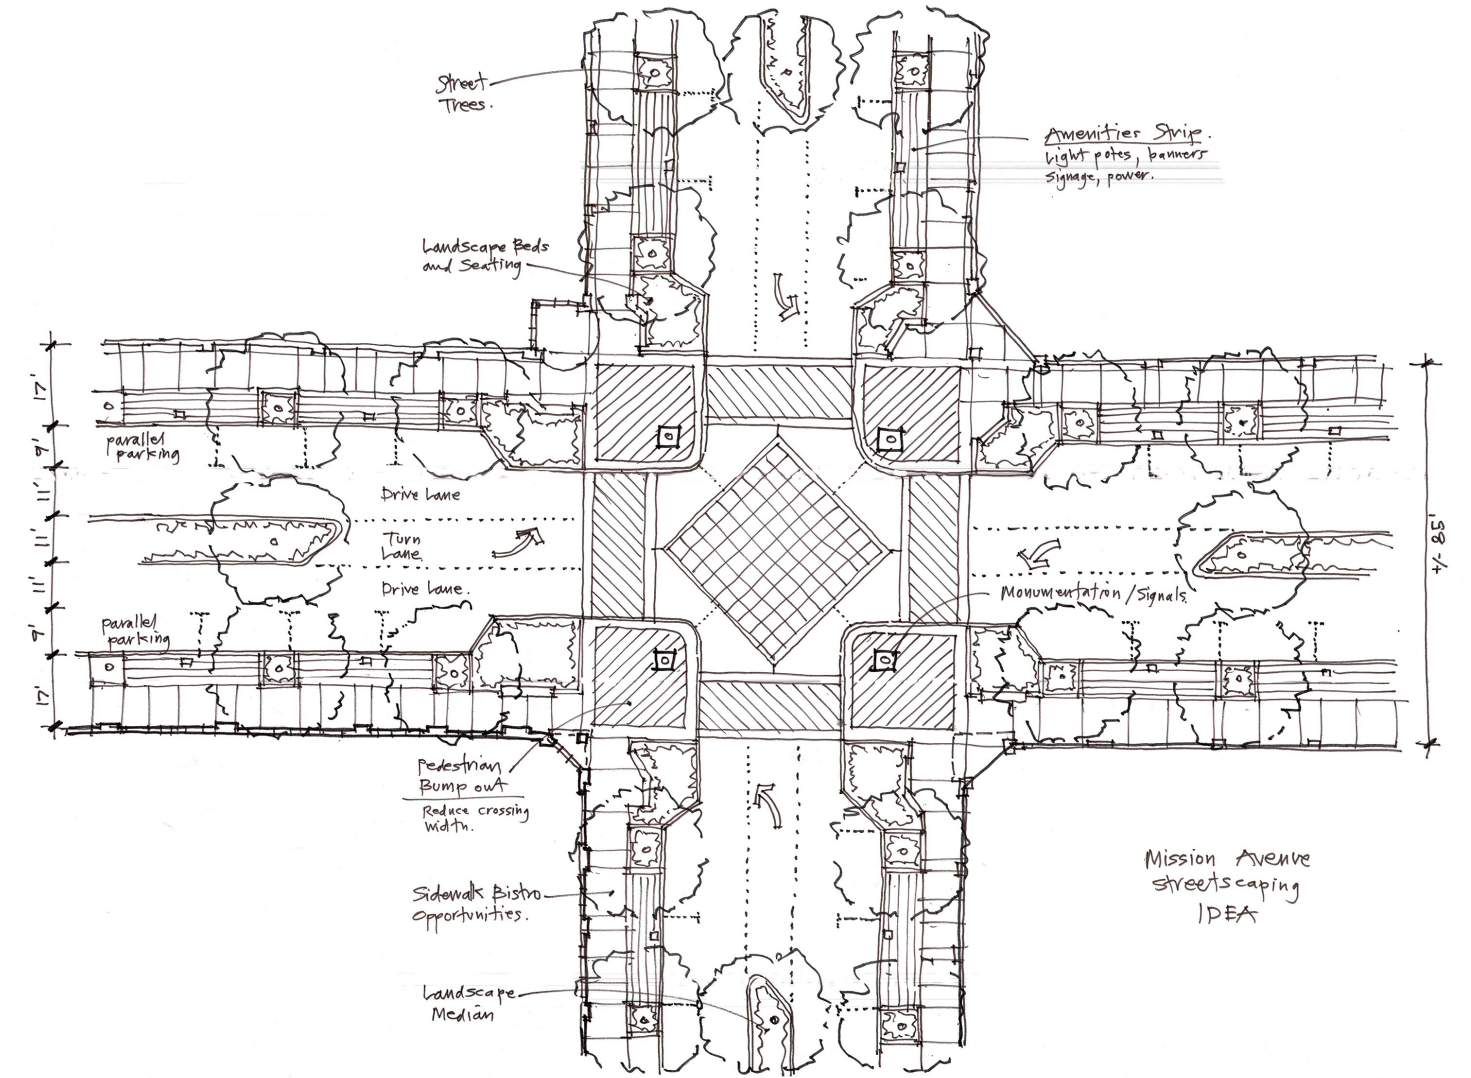 Street
Trees.
Amenities Strip.
Light poles, banners
Signage, power.
Landscape Beds
and Seating
17'
9'
11'
11'
11'
9'
17'
parallel
parking
Drive Lane
Turn
Lane
Drive Lane.
parallel
parking
+/- 85'
Monumentation/Signals.
pedestrian
Bump out
Reduce crossing
width.
Sidewalk Bistro
Opportunities.
Landscape
Median
Mission Avenue
streetscaping
IDEA